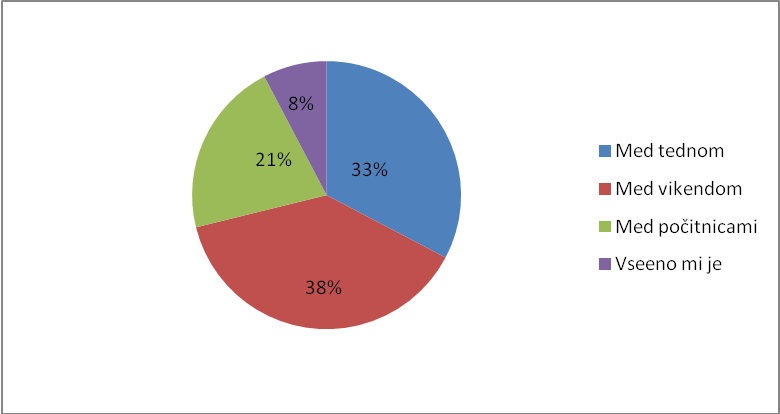 8%
21%
33%
38%
Med tednom
Med vikendom
Med počitnicami
Vseeno mi je